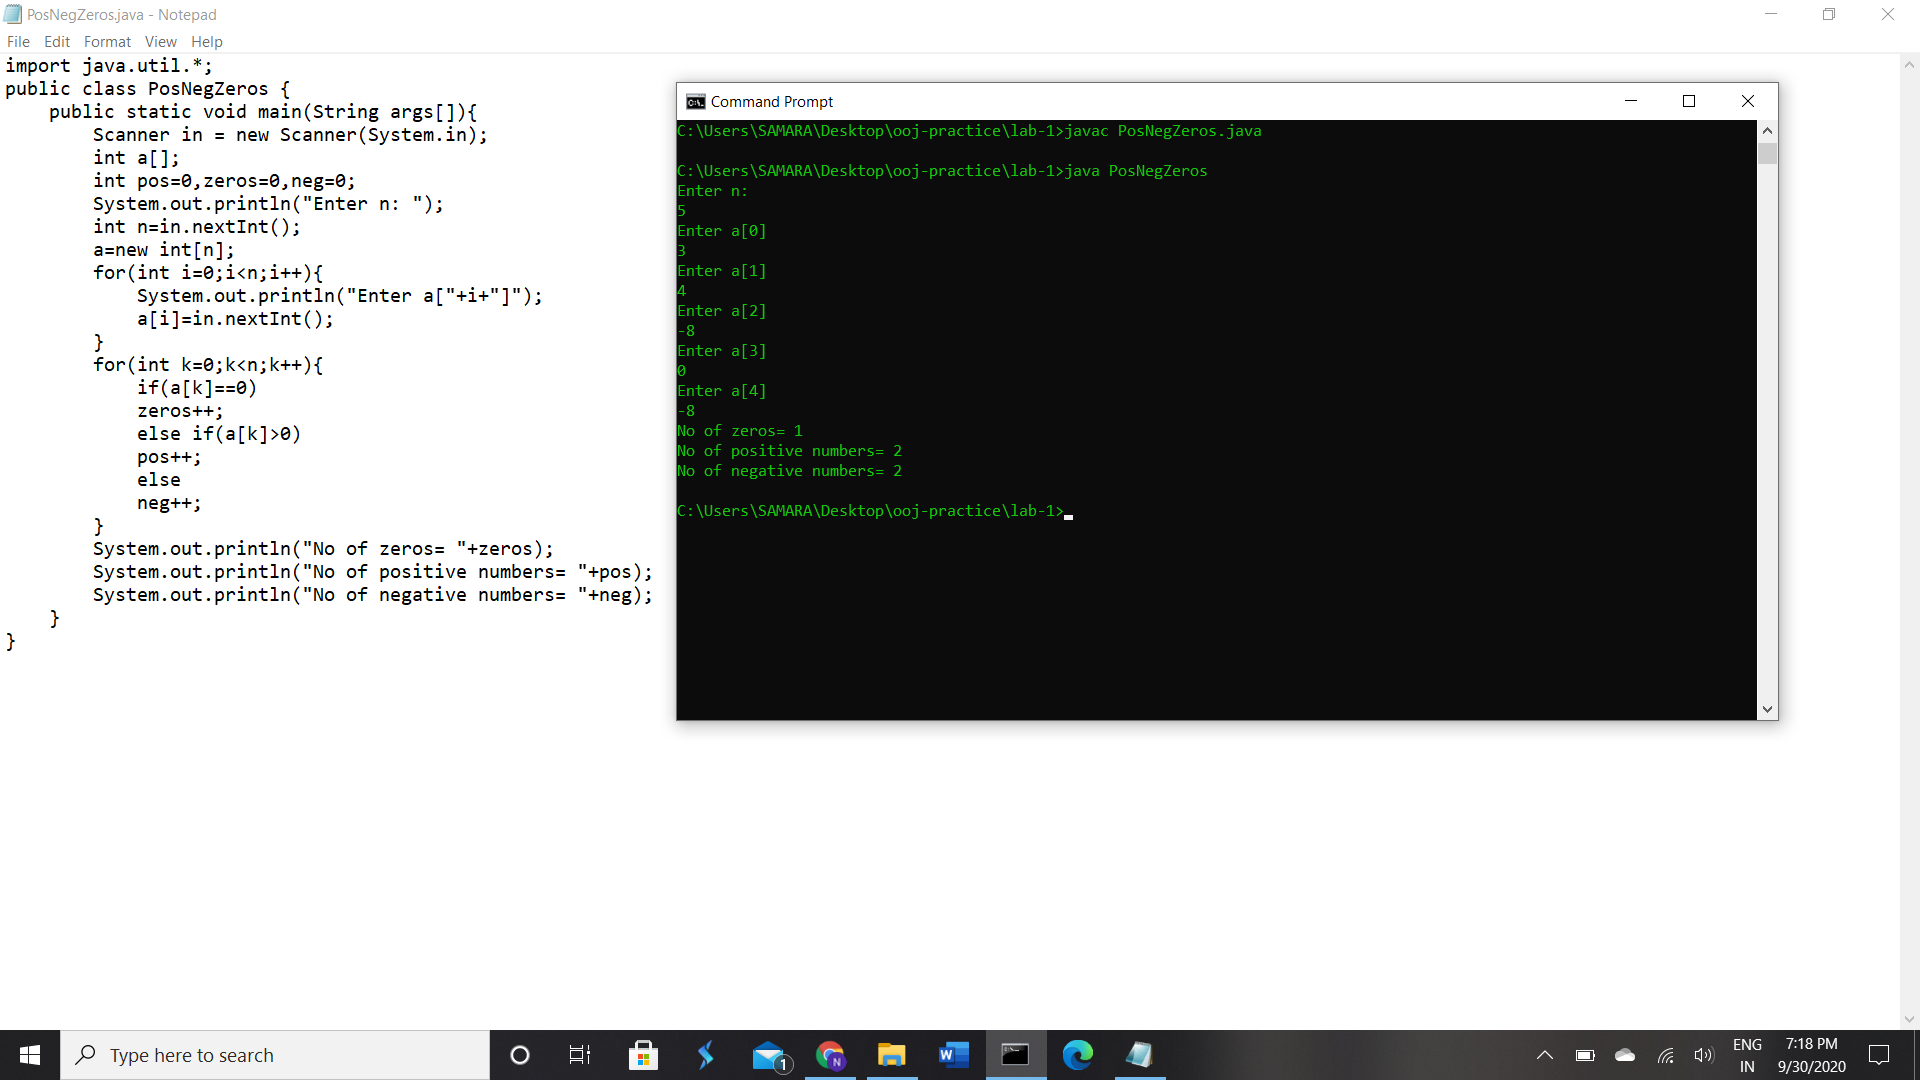 PosNegZeros.java - Notepad
File Edit Format View Help
import java.util.*;
public class PosNegZeros {
    public static void main(String args[]){
        Scanner in = new Scanner(System.in);
        int a[];
        int pos=0,zeros=0,neg=0;
        System.out.println("Enter n: ");
        int n=in.nextInt();
        a=new int[n];
        for(int i=0;i<n;i++){
            System.out.println("Enter a["+i+"]");
            a[i]=in.nextInt();
        }
        for(int k=0;k<n;k++){
            if(a[k]==0)
            zeros++;
            else if(a[k]>0)
            pos++;
            else
            neg++;
        }
        System.out.println("No of zeros= "+zeros);
        System.out.println("No of positive numbers= "+pos);
        System.out.println("No of negative numbers= "+neg);
    }
}
Command Prompt
C:\Users\SAMARA\Desktop\ooj-practice\lab-1>javac PosNegZeros.java
C:\Users\SAMARA\Desktop\ooj-practice\lab-1>java PosNegZeros
Enter n:
5
Enter a[0]
3
Enter a[1]
4
Enter a[2]
-8
Enter a[3]
0
Enter a[4]
-8
No of zeros= 1
No of positive numbers= 2
No of negative numbers= 2
C:\Users\SAMARA\Desktop\ooj-practice\lab-1>
Type here to search
1
N
W
ENG
IN
7:18 PM
9/30/2020